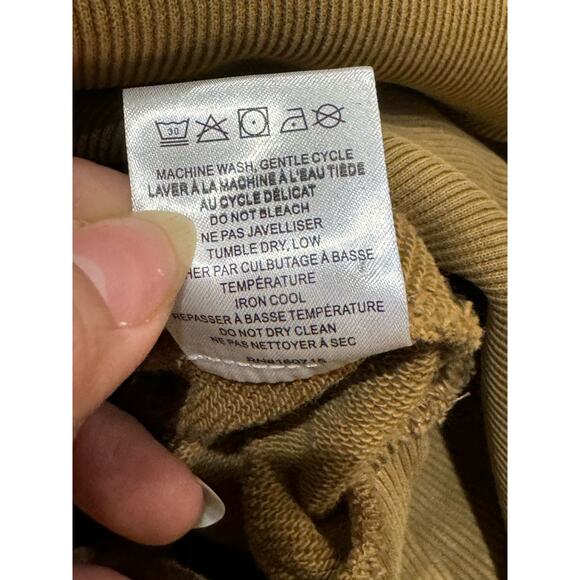 30
MACHINE WASH, GENTLE CYCLE
LAVER À LA MACHINE À L'EAU TIÈDE
AU CYCLE DÉLICAT
DO NOT BLEACH
NE PAS JAVELLISER
TUMBLE DRY, LOW
HER PAR CULBUTAGE À BASSE
TEMPÉRATURE
IRON COOL
REPASSER À BASSE TEMPÉRATURE
DO NOT DRY CLEAN
NE PAS NETTOYER À SEC